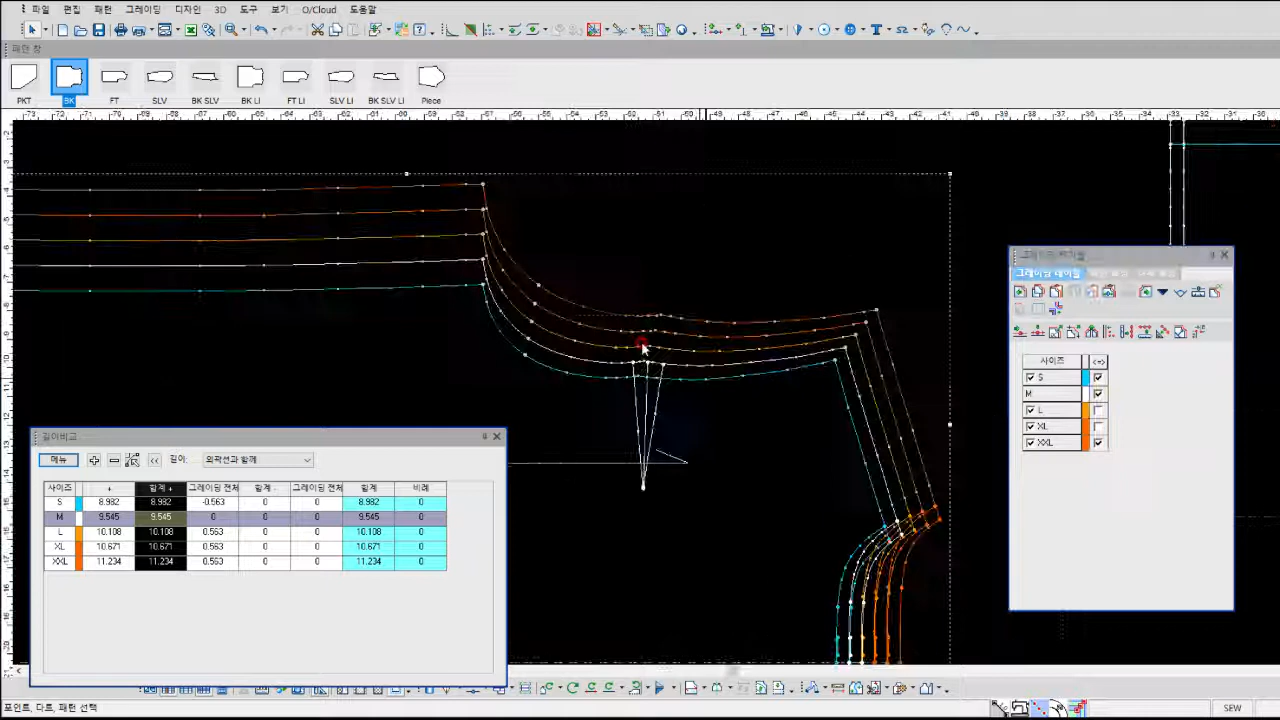 파일 편집 패턴 그레이딩 디자인 3D 도구 보기 O/Cloud 도움말
패턴 창
PKT BK FT SLV BK SLV BK LI FT LI SLV LI BK SLV LI Piece
길이비교
메뉴 길이: 외곽선과 함께
사이즈 + 합계 + 그레이딩 전체 합계 - 그레이딩 전체 합계 비례
S 8.982 8.982 -0.563 0 0 8.982 0
M 9.545 9.545 0 0 0 9.545 0
L 10.108 10.108 0.563 0 0 10.108 0
XL 10.671 10.671 0.563 0 0 10.671 0
XXL 11.234 11.234 0.563 0 0 11.234 0
그레이딩 테이블
사이즈 (-=)
S
M
L
XL
XXL
포인트, 다트, 패턴 선택
SEW